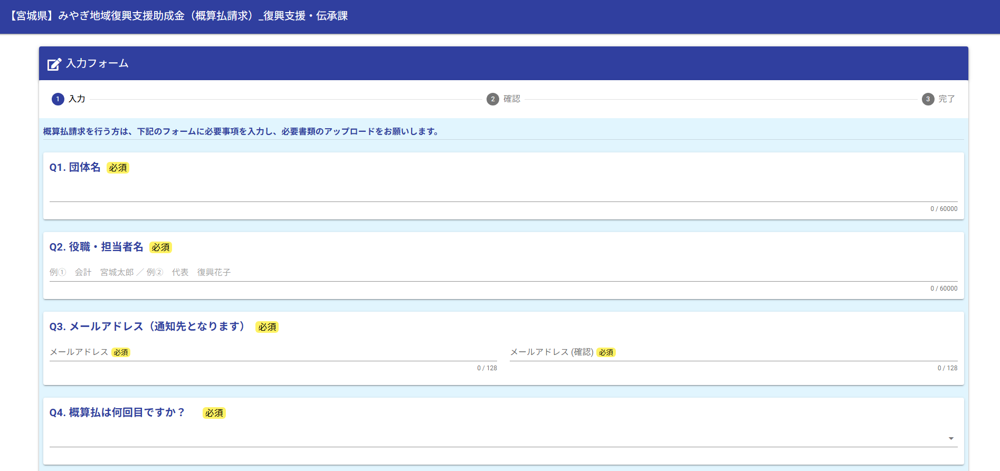 【宮城県】みやぎ地域復興支援助成金（概算払請求）_復興支援・伝承課
入力フォーム
1 入力
2 確認
3 完了
概算払請求を行う方は、下記のフォームに必要事項を入力し、必要書類のアップロードをお願いします。
Q1. 団体名 必須
0 / 60000
Q2. 役職・担当者名 必須
例①　会計　宮城太郎 ／ 例②　代表　復興花子
0 / 60000
Q3. メールアドレス（通知先となります） 必須
メールアドレス 必須
0 / 128
メールアドレス (確認) 必須
0 / 128
Q4. 概算払は何回目ですか？ 必須